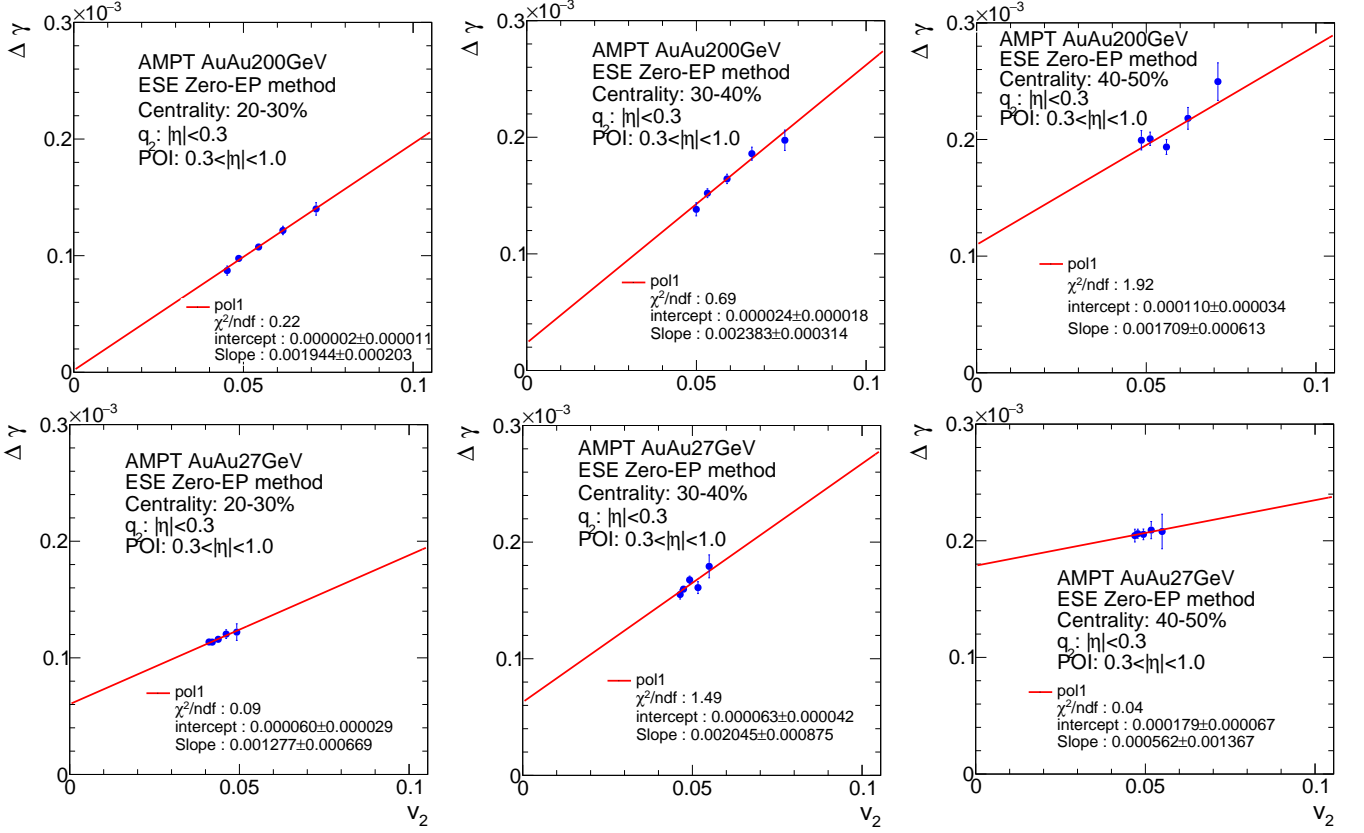 0.3 ×10⁻³
Δ γ
AMPT AuAu200GeV
ESE Zero-EP method
Centrality: 20-30%
q₂: |η|<0.3
POI: 0.3<|η|<1.0
0.2
0.1
pol1
χ²/ndf : 0.22
intercept : 0.000002±0.000011
Slope : 0.001944±0.000203
0
0 0.05 0.1
0.3 ×10⁻³
AMPT AuAu200GeV
ESE Zero-EP method
Centrality: 30-40%
q₂: |η|<0.3
POI: 0.3<|η|<1.0
0.2
0.1
pol1
χ²/ndf : 0.69
intercept : 0.000024±0.000018
Slope : 0.002383±0.000314
0
0 0.05 0.1
0.3 ×10⁻³
Δ γ
AMPT AuAu200GeV
ESE Zero-EP method
Centrality: 40-50%
q₂: |η|<0.3
POI: 0.3<|η|<1.0
0.2
0.1
pol1
χ²/ndf : 1.92
intercept : 0.000110±0.000034
Slope : 0.001709±0.000613
0
0 0.05 0.1
0.3 ×10⁻³
Δ γ
AMPT AuAu27GeV
ESE Zero-EP method
Centrality: 20-30%
q₂: |η|<0.3
POI: 0.3<|η|<1.0
0.2
0.1
pol1
χ²/ndf : 0.09
intercept : 0.000060±0.000029
Slope : 0.001277±0.000669
0
0 0.05 0.1
v₂
0.3 ×10⁻³
Δ γ
AMPT AuAu27GeV
ESE Zero-EP method
Centrality: 30-40%
q₂: |η|<0.3
POI: 0.3<|η|<1.0
0.2
0.1
pol1
χ²/ndf : 1.49
intercept : 0.000063±0.000042
Slope : 0.002045±0.000875
0
0 0.05 0.1
v₂
0.3 ×10⁻³
Δ γ
0.2
AMPT AuAu27GeV
ESE Zero-EP method
Centrality: 40-50%
q₂: |η|<0.3
POI: 0.3<|η|<1.0
0.1
pol1
χ²/ndf : 0.04
intercept : 0.000179±0.000067
Slope : 0.000562±0.001367
0
0 0.05 0.1
v₂